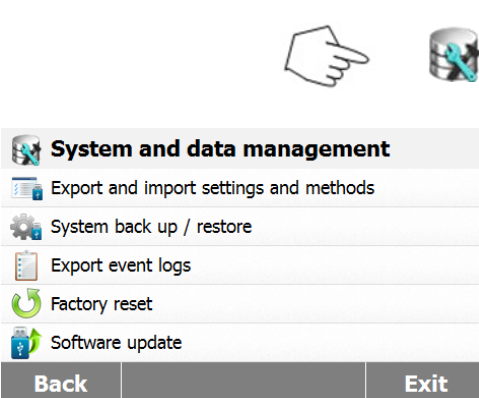 System and data management
Export and import settings and methods
System back up / restore
Export event logs
Factory reset
Software update
Back Exit